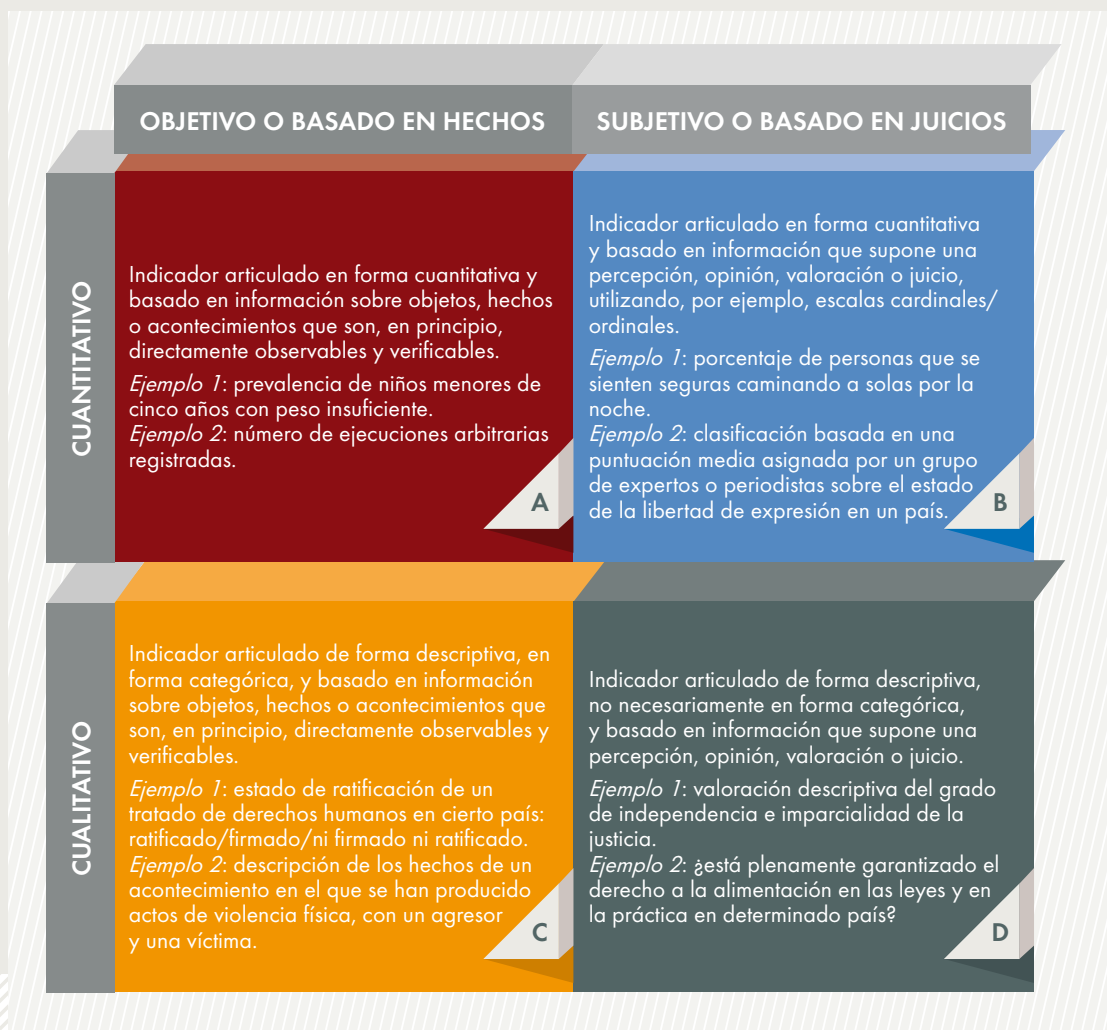 OBJETIVO O BASADO EN HECHOS
SUBJETIVO O BASADO EN JUICIOS
CUANTITATIVO
Indicador articulado en forma cuantitativa y
basado en información sobre objetos, hechos
o acontecimientos que son, en principio,
directamente observables y verificables.
Ejemplo 1: prevalencia de niños menores de
cinco años con peso insuficiente.
Ejemplo 2: número de ejecuciones arbitrarias
registradas.
A
Indicador articulado en forma cuantitativa
y basado en información que supone una
percepción, opinión, valoración o juicio,
utilizando, por ejemplo, escalas cardinales/
ordinales.
Ejemplo 1: porcentaje de personas que se
sienten seguras caminando a solas por la
noche.
Ejemplo 2: clasificación basada en una
puntuación media asignada por un grupo
de expertos o periodistas sobre el estado
de la libertad de expresión en un país.
B
CUALITATIVO
Indicador articulado de forma descriptiva, en
forma categórica, y basado en información
sobre objetos, hechos o acontecimientos que
son, en principio, directamente observables y
verificables.
Ejemplo 1: estado de ratificación de un
tratado de derechos humanos en cierto país:
ratificado/firmado/ni firmado ni ratificado.
Ejemplo 2: descripción de los hechos de un
acontecimiento en el que se han producido
actos de violencia física, con un agresor
y una víctima.
C
Indicador articulado de forma descriptiva,
no necesariamente en forma categórica,
y basado en información que supone una
percepción, opinión, valoración o juicio.
Ejemplo 1: valoración descriptiva del grado
de independencia e imparcialidad de la
justicia.
Ejemplo 2: ¿está plenamente garantizado el
derecho a la alimentación en las leyes y en
la práctica en determinado país?
D